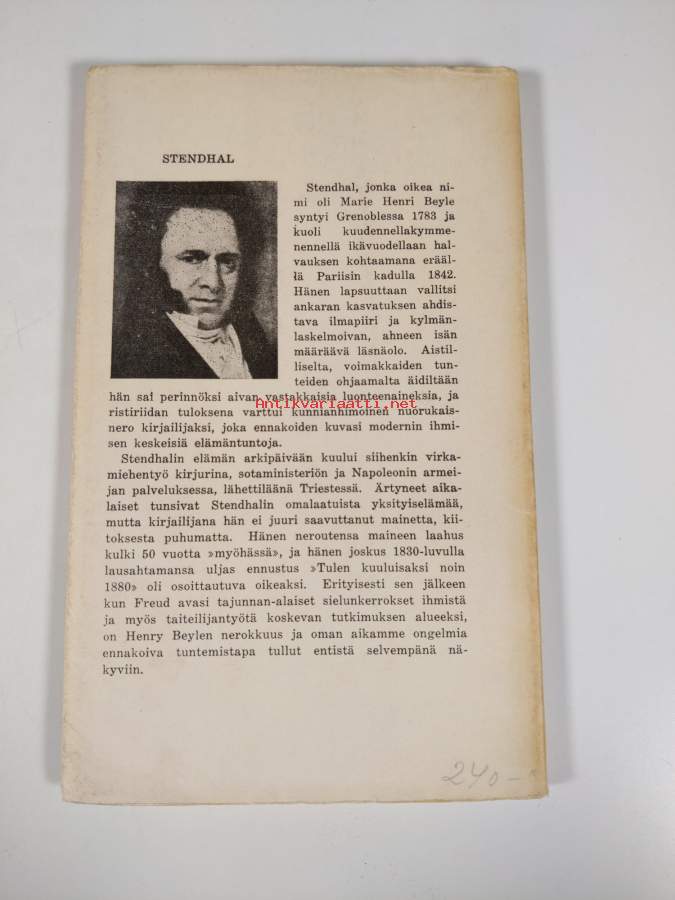 STENDHAL
Stendhal, jonka oikea ni-
mi oli Marie Henri Beyle
syntyi Grenoblessa 1783 ja
kuoli kuudennellakymme-
nennellä ikävuodellaan hal-
vauksen kohtaamana erääl-
lä Pariisin kadulla 1842.
Hänen lapsuuttaan vallitsi
ankaran kasvatuksen ahdis-
tava ilmapiiri ja kylmän-
laskelmoivan, ahneen isän
määräävä läsnäolo. Aistil-
liselta, voimakkaiden tun-
teiden ohjaamalta äidiltään
hän sai perinnöksi aivan vastakkaisia luonteenaineksia, ja
Antikvariaatti.net
ristiriidan tuloksena varttui kunnianhimoinen nuorukais-
nero kirjailijaksi, joka ennakoiden kuvasi modernin ihmi-
sen keskeisiä elämäntuntoja.
Stendhalin elämän arkipäivään kuului siihenkin virka-
miehentyö kirjurina, sotaministeriön ja Napoleonin armei-
jan palveluksessa, lähettiläänä Triestessä. Ärtyneet aika-
laiset tunsivat Stendhalin omalaatuista yksityiselämää,
mutta kirjailijana hän ei juuri saavuttanut mainetta, kii-
toksesta puhumatta. Hänen neroutensa maineen laahus
kulki 50 vuotta »myöhässä», ja hänen joskus 1830-luvulla
lausahtamansa uljas ennustus »Tulen kuuluisaksi noin
1880» oli osoittautuva oikeaksi. Erityisesti sen jälkeen
kun Freud avasi tajunnan-alaiset sielunkerrokset ihmistä
ja myös taiteilijantyötä koskevan tutkimuksen alueeksi,
on Henry Beylen nerokkuus ja oman aikamme ongelmia
ennakoiva tuntemistapa tullut entistä selvempänä nä-
kyviin.
240-